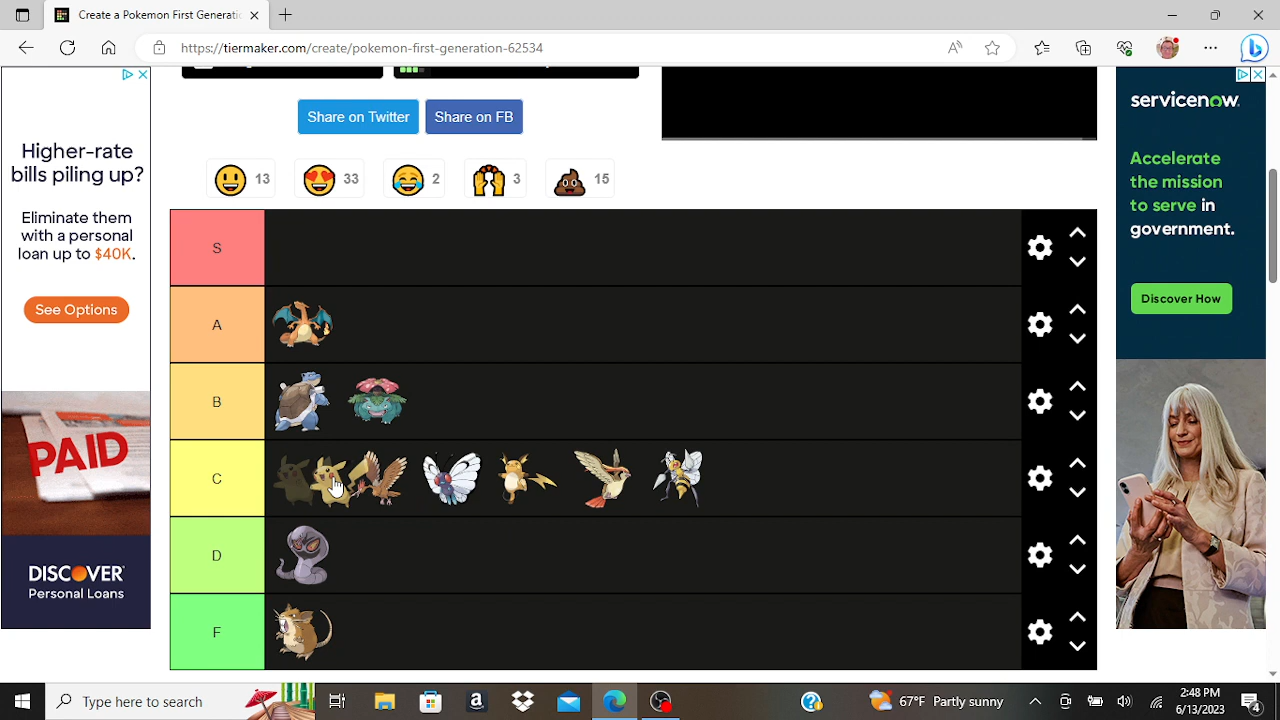 Create a Pokemon First Generatic
https://tiermaker.com/create/pokemon-first-generation-62534
Share on Twitter
Share on FB
13
33
2
3
15
S
A
B
C
D
F
Higher-rate
bills piling up?
Eliminate them
with a personal
loan up to $40K.
See Options
PAID
DISCOVER
Personal Loans
servicenow
Accelerate
the mission
to serve in
government.
Discover How
Type here to search
67°F Partly sunny
2:48 PM
6/13/2023
4